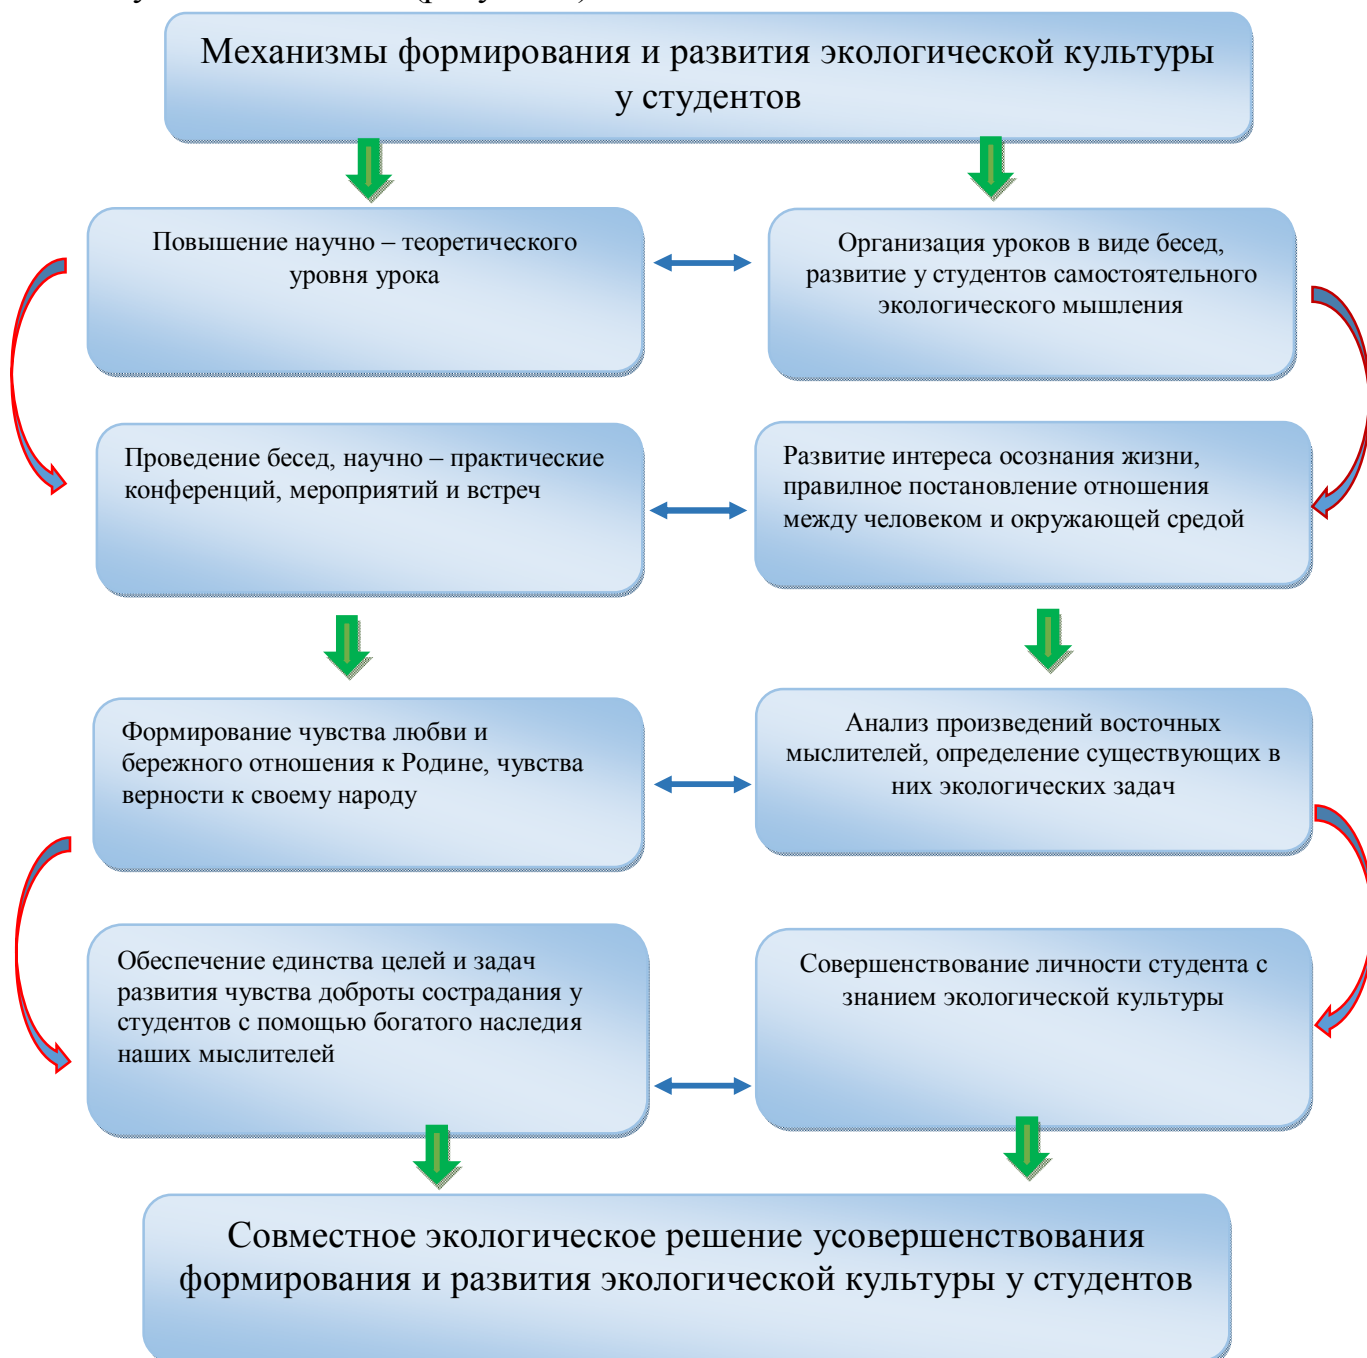 Механизмы формирования и развития экологической культуры
у студентов
Повышение научно – теоретического
уровня урока
Организация уроков в виде бесед,
развитие у студентов самостоятельного
экологического мышления
Проведение бесед, научно – практические
конференций, мероприятий и встреч
Развитие интереса осознания жизни,
правилное постановление отношения
между человеком и окружающей средой
Формирование чувства любви и
бережного отношения к Родине, чувства
верности к своему народу
Анализ произведений восточных
мыслителей, определение существующих в
них экологических задач
Обеспечение единства целей и задач
развития чувства доброты сострадания у
студентов с помощью богатого наследия
наших мыслителей
Совершенствование личности студента с
знанием экологической культуры
Совместное экологическое решение усовершенствования
формирования и развития экологической культуры у студентов